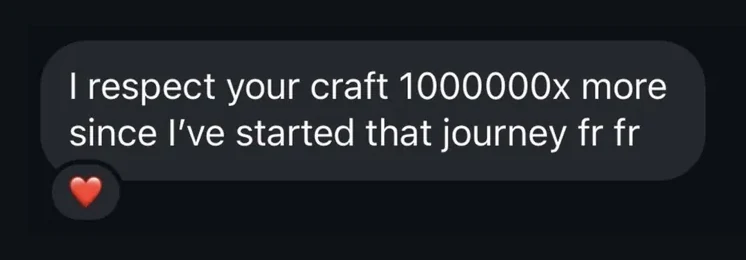 I respect your craft 1000000x more
since I’ve started that journey fr fr